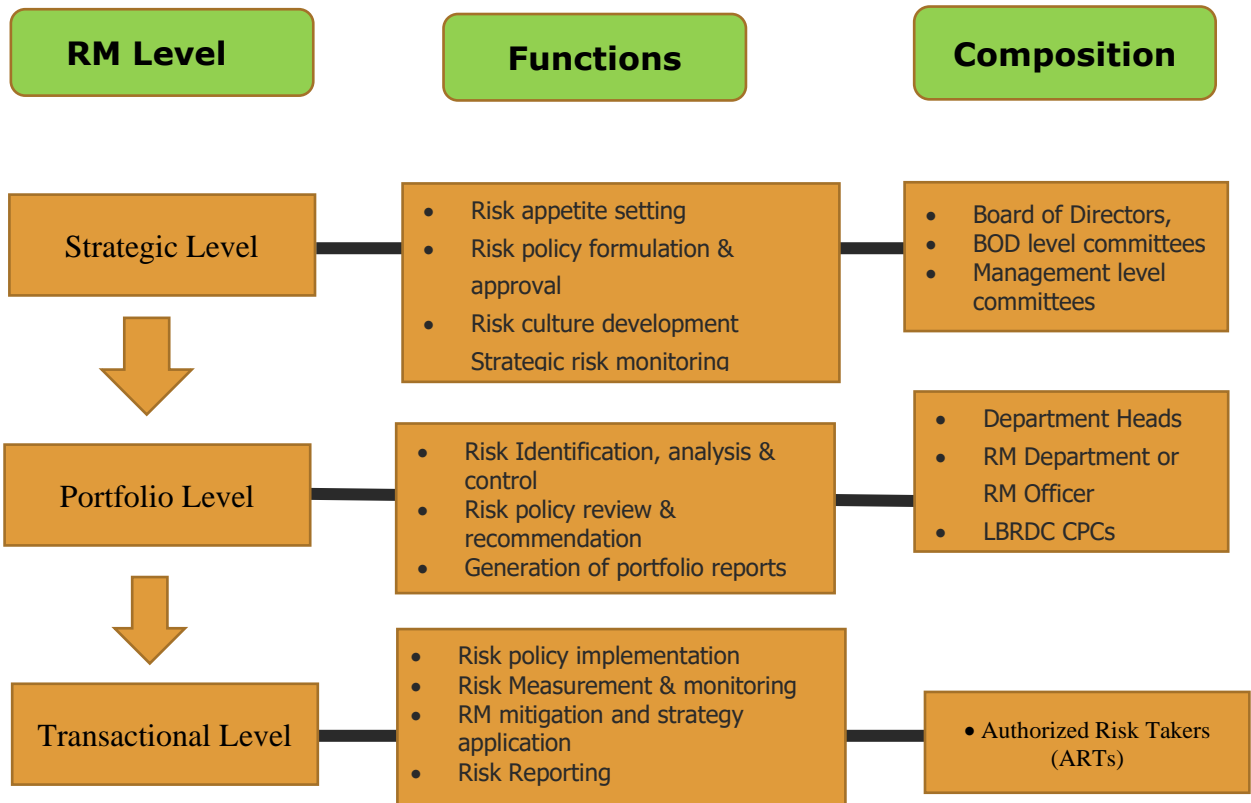 RM Level
Functions
Composition
Strategic Level
• Risk appetite setting
• Risk policy formulation &
approval
• Risk culture development
Strategic risk monitoring
• Board of Directors,
• BOD level committees
• Management level
committees
Portfolio Level
• Risk Identification, analysis &
control
• Risk policy review &
recommendation
• Generation of portfolio reports
• Department Heads
• RM Department or
RM Officer
• LBRDC CPCs
Transactional Level
• Risk policy implementation
• Risk Measurement & monitoring
• RM mitigation and strategy
application
• Risk Reporting
• Authorized Risk Takers
(ARTs)